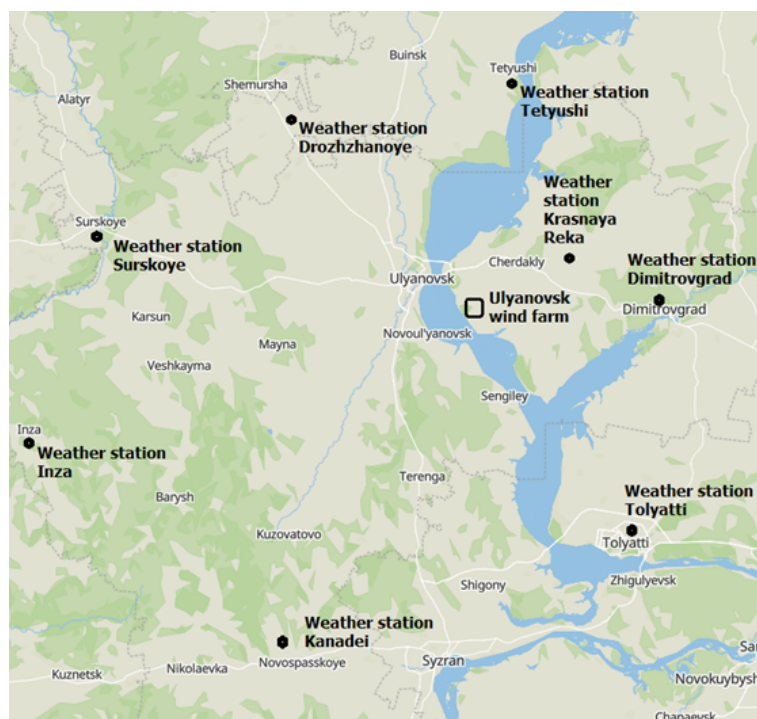 Buinsk
Tetyushi
Shemursha
Weather station
Tetyushi
Alatyr
Weather station
Drozhzhanoye
Weather
station
Krasnaya
Reka
Surskoye
Weather station
Surskoye
Weather station
Dimitrovgrad
Cherdakly
Ulyanovsk
Ulyanovsk
wind farm
Dimitrovgrad
Karsun
Novoul'yanovsk
Mayna
Veshkayma
Sengiley
Inza
Weather station
Inza
Terenga
Barysh
Weather station
Tolyatti
Kuzovatovo
Tolyatti
Shigony
Zhigulyevsk
Weather station
Kanadei
Novospasskoye
Nikolaevka
Kuznetsk
Syzran
Sa
Novokuybysh
Chapaevsk